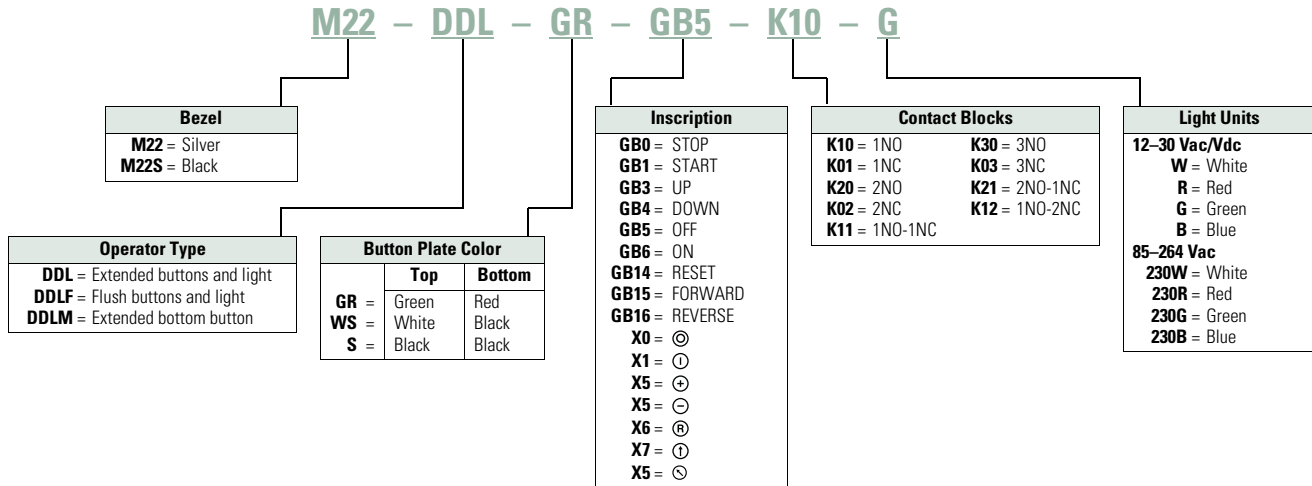 M22 – DDL – GR – GB5 – K10 – G
Bezel
M22 = Silver
M22S = Black
Operator Type
DDL = Extended buttons and light
DDLF = Flush buttons and light
DDLM = Extended bottom button
Button Plate Color
Top Bottom
GR = Green Red
WS = White Black
S = Black Black
Inscription
GB0 = STOP
GB1 = START
GB3 = UP
GB4 = DOWN
GB5 = OFF
GB6 = ON
GB14 = RESET
GB15 = FORWARD
GB16 = REVERSE
X0 = ◎
X1 = ⏼
X5 = ⊕
X5 = ⊖
X6 = Ⓡ
X7 = ↑
X5 = ↖
Contact Blocks
K10 = 1NO K30 = 3NO
K01 = 1NC K03 = 3NC
K20 = 2NO K21 = 2NO-1NC
K02 = 2NC K12 = 1NO-2NC
K11 = 1NO-1NC
Light Units
12–30 Vac/Vdc
W = White
R = Red
G = Green
B = Blue
85–264 Vac
230W = White
230R = Red
230G = Green
230B = Blue